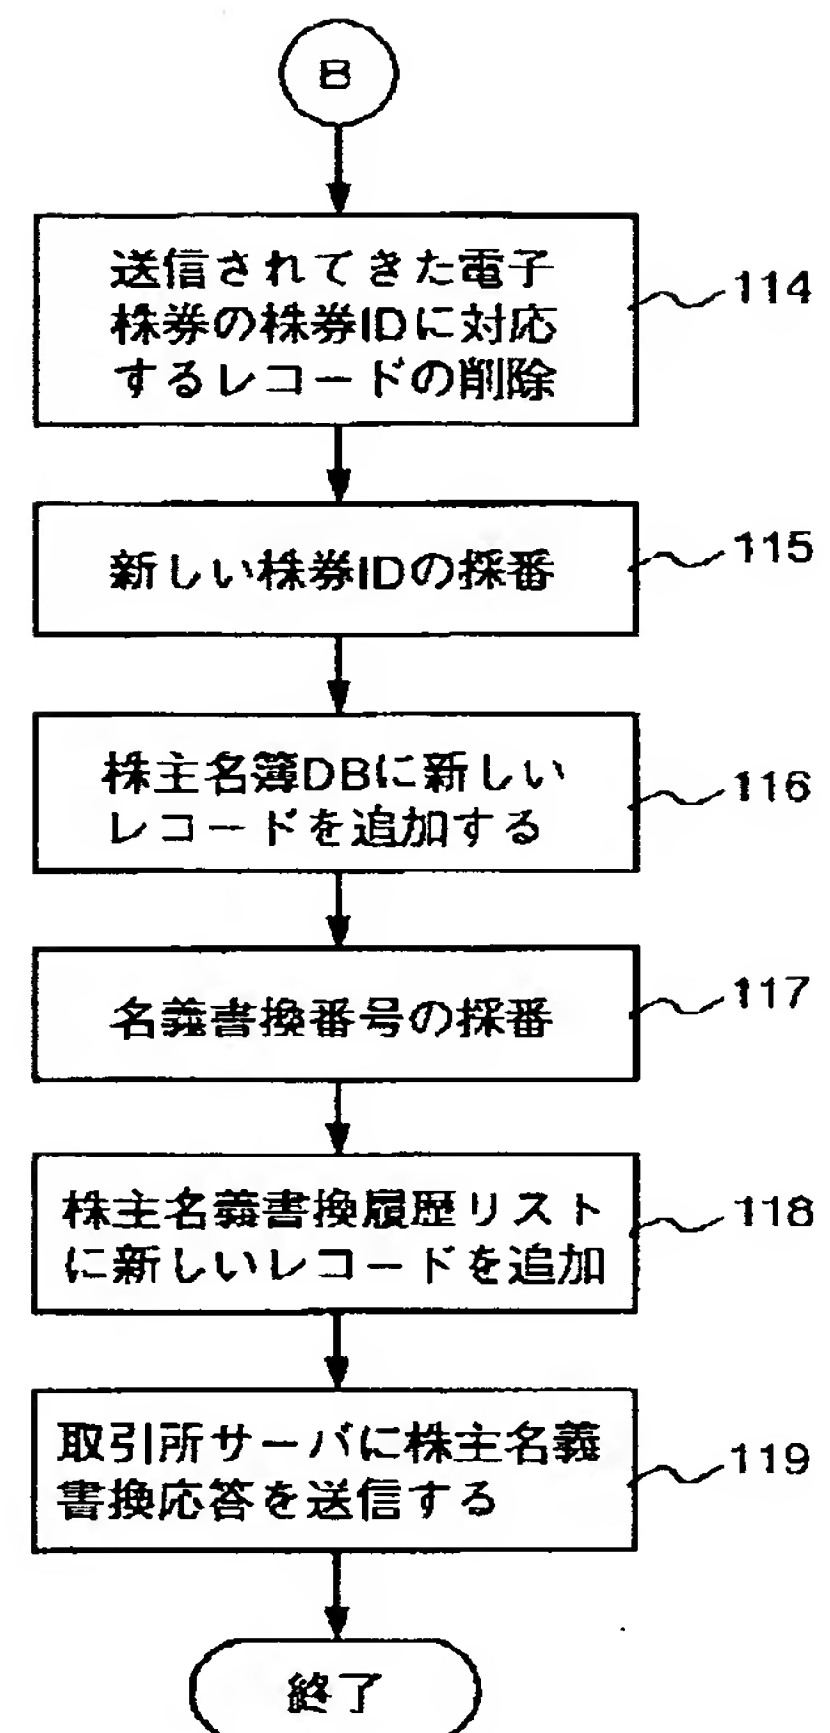 B
送信されてきた電子
株券の株券IDに対応
するレコードの削除
114
新しい株券IDの採番
115
株主名簿DBに新しい
レコードを追加する
116
名義書換番号の採番
117
株主名義書換履歴リスト
に新しいレコードを追加
118
取引所サーバに株主名義
書換応答を送信する
119
終了